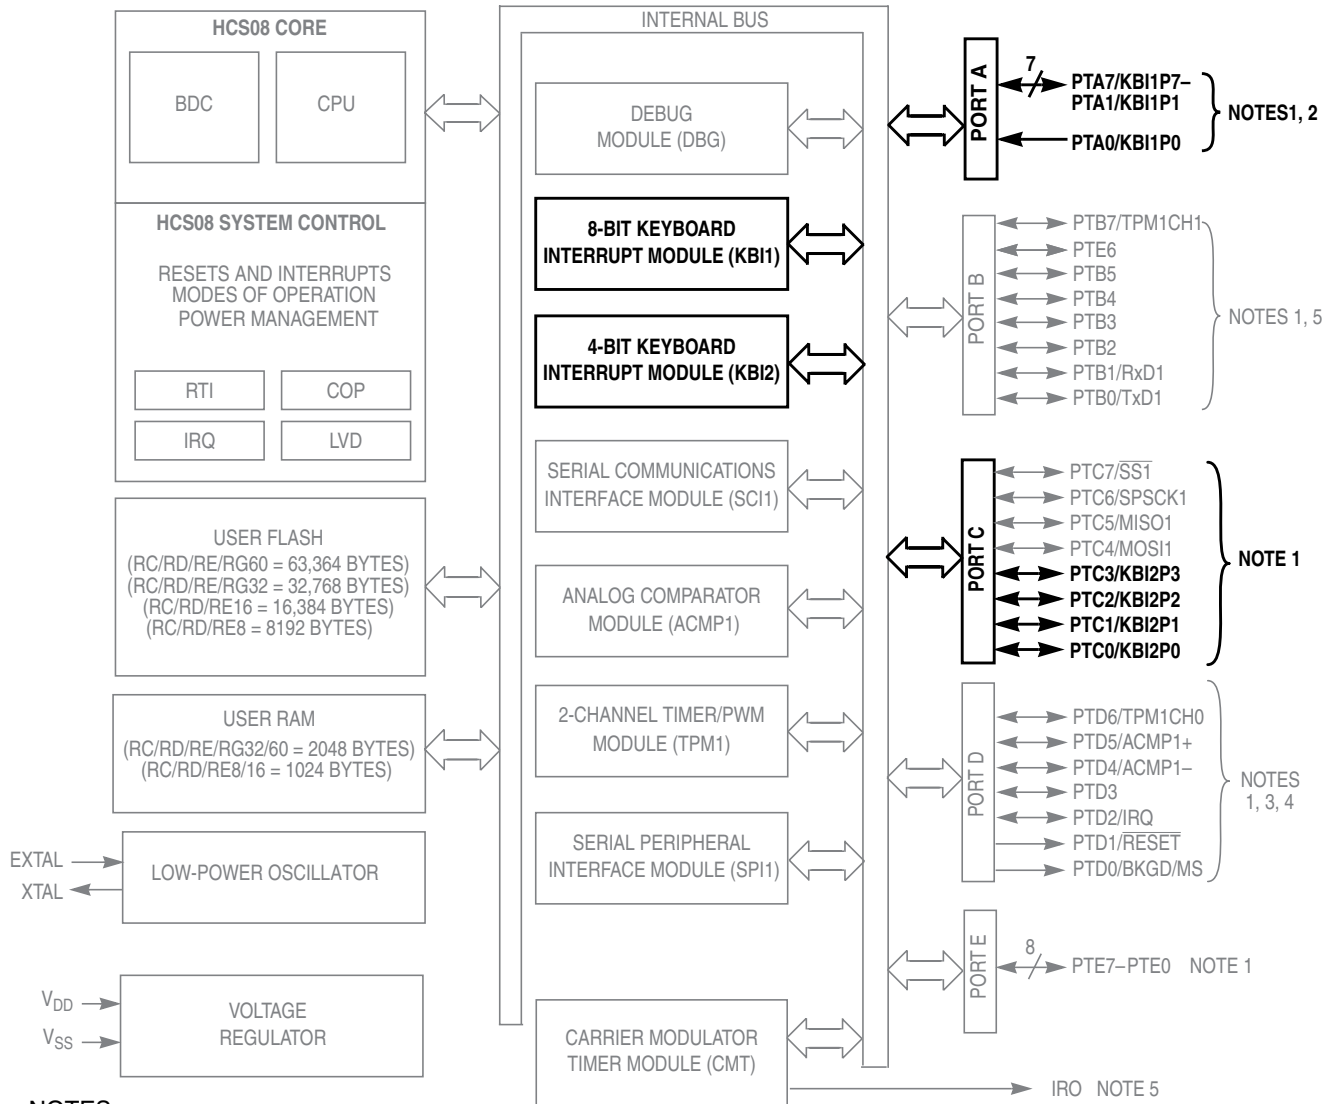 HCS08 CORE
BDC
CPU
HCS08 SYSTEM CONTROL
RESETS AND INTERRUPTS
MODES OF OPERATION
POWER MANAGEMENT
RTI
COP
IRQ
LVD
USER FLASH
(RC/RD/RE/RG60 = 63,364 BYTES)
(RC/RD/RE/RG32 = 32,768 BYTES)
(RC/RD/RE16 = 16,384 BYTES)
(RC/RD/RE8 = 8192 BYTES)
USER RAM
(RC/RD/RE/RG32/60 = 2048 BYTES)
(RC/RD/RE8/16 = 1024 BYTES)
EXTAL
XTAL
LOW-POWER OSCILLATOR
VDD
VSS
VOLTAGE
REGULATOR
INTERNAL BUS
DEBUG
MODULE (DBG)
8-BIT KEYBOARD
INTERRUPT MODULE (KBI1)
4-BIT KEYBOARD
INTERRUPT MODULE (KBI2)
SERIAL COMMUNICATIONS
INTERFACE MODULE (SCI1)
ANALOG COMPARATOR
MODULE (ACMP1)
2-CHANNEL TIMER/PWM
MODULE (TPM1)
SERIAL PERIPHERAL
INTERFACE MODULE (SPI1)
CARRIER MODULATOR
TIMER MODULE (CMT)
PORT A
7
PTA7/KBI1P7–
PTA1/KBI1P1
PTA0/KBI1P0
NOTES1, 2
PORT B
PTB7/TPM1CH1
PTE6
PTB5
PTB4
PTB3
PTB2
PTB1/RxD1
PTB0/TxD1
NOTES 1, 5
PORT C
PTC7/SS1
PTC6/SPSCK1
PTC5/MISO1
PTC4/MOSI1
PTC3/KBI2P3
PTC2/KBI2P2
PTC1/KBI2P1
PTC0/KBI2P0
NOTE 1
PORT D
PTD6/TPM1CH0
PTD5/ACMP1+
PTD4/ACMP1–
PTD3
PTD2/IRQ
PTD1/RESET
PTD0/BKGD/MS
NOTES
1, 3, 4
PORT E
8
PTE7–PTE0 NOTE 1
IRO NOTE 5